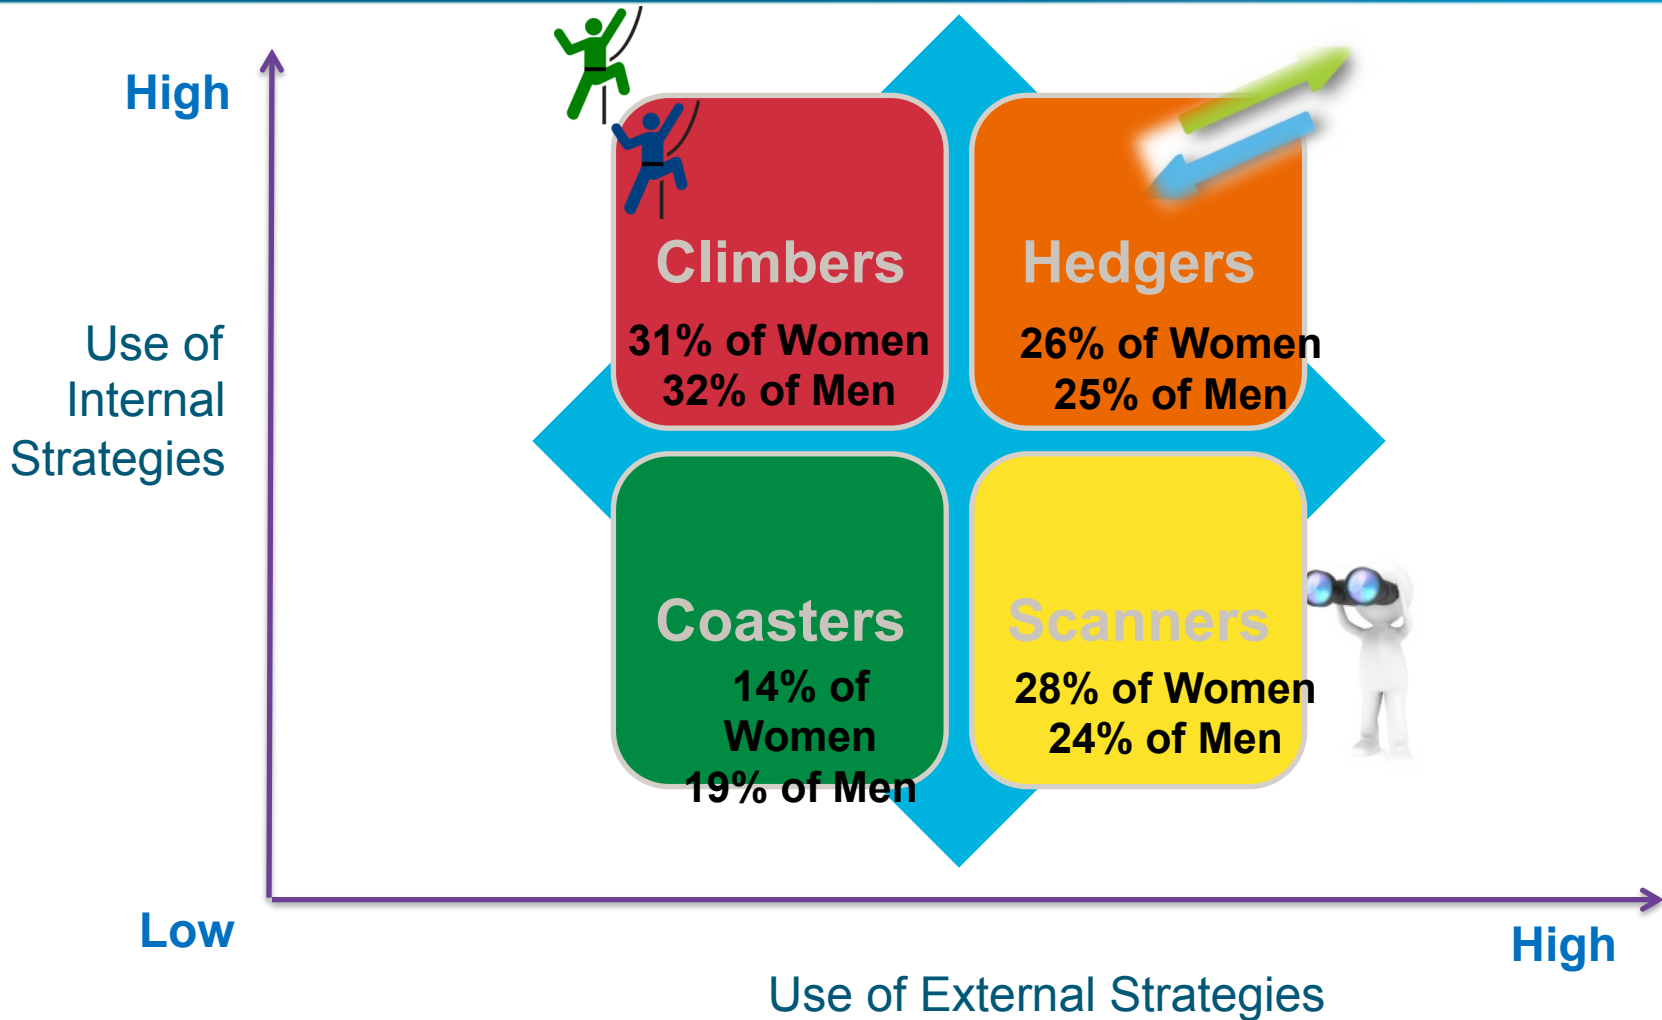 High
Use of
Internal
Strategies
Climbers
31% of Women
32% of Men
Hedgers
26% of Women
25% of Men
Coasters
14% of
Women
19% of Men
Scanners
28% of Women
24% of Men
Low
High
Use of External Strategies